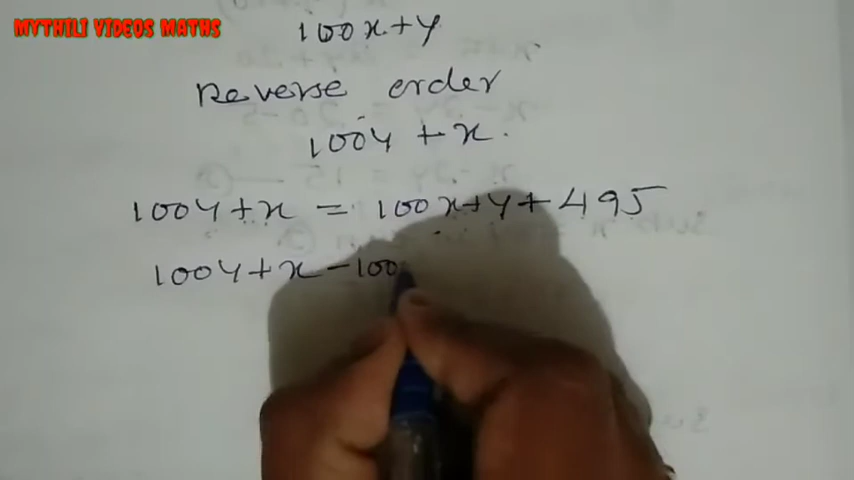 MYTHILI VIDEOS MATHS
100x+y
Reverse order
100y + x.
100y+x = 100x+y+495
100y+x-100